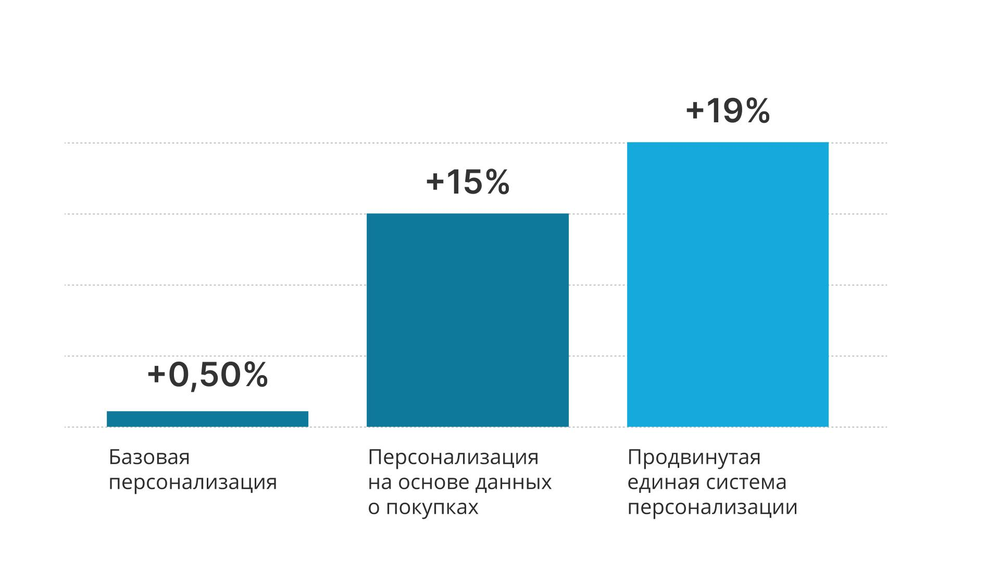 +19%
+15%
+0,50%
Базовая
персонализация
Персонализация
на основе данных
о покупках
Продвинутая
единая система
персонализации